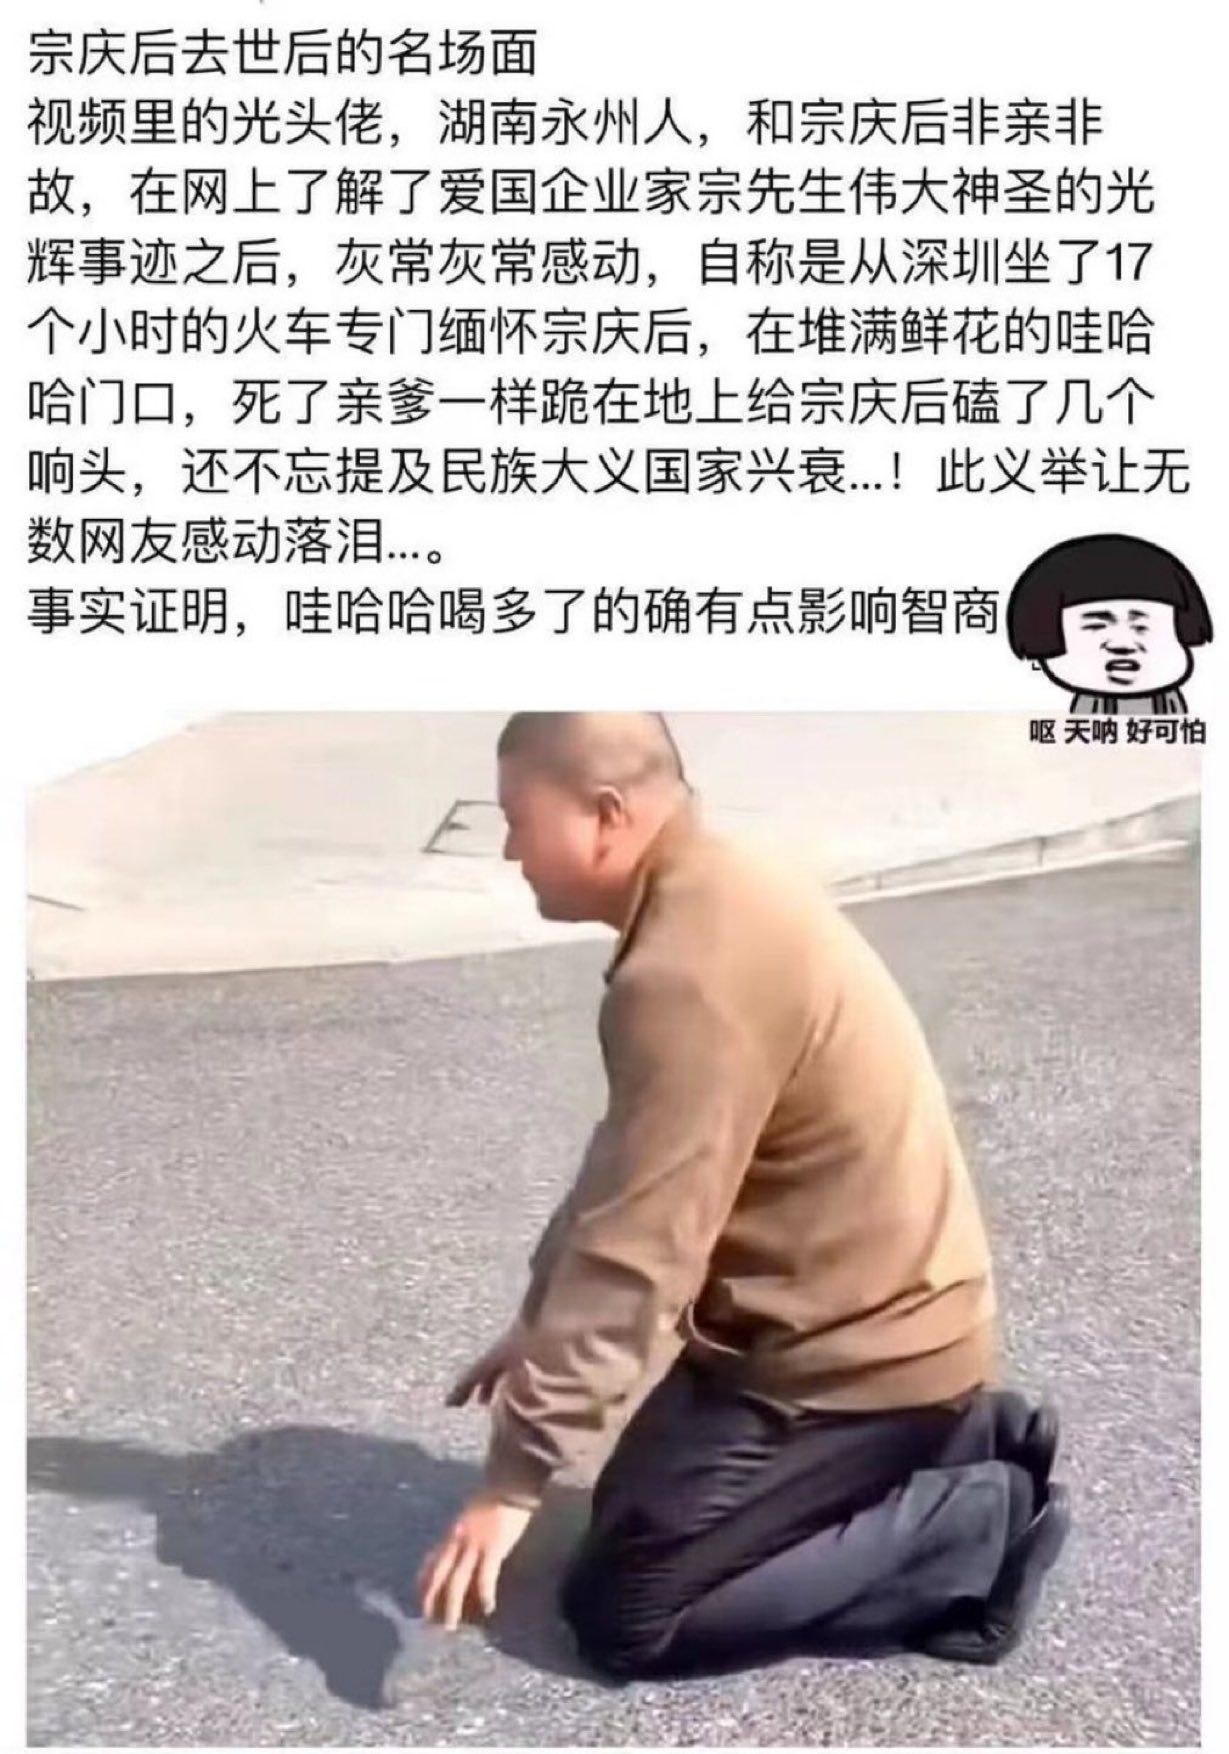 宗庆后去世后的名场面
视频里的光头佬，湖南永州人，和宗庆后非亲非
故，在网上了解了爱国企业家宗先生伟大神圣的光
辉事迹之后，灰常灰常感动，自称是从深圳坐了17
个小时的火车专门缅怀宗庆后，在堆满鲜花的哇哈
哈门口，死了亲爹一样跪在地上给宗庆后磕了几个
响头，还不忘提及民族大义国家兴衰...！此义举让无
数网友感动落泪...。
事实证明，哇哈哈喝多了的确有点影响智商
呕 天呐 好可怕